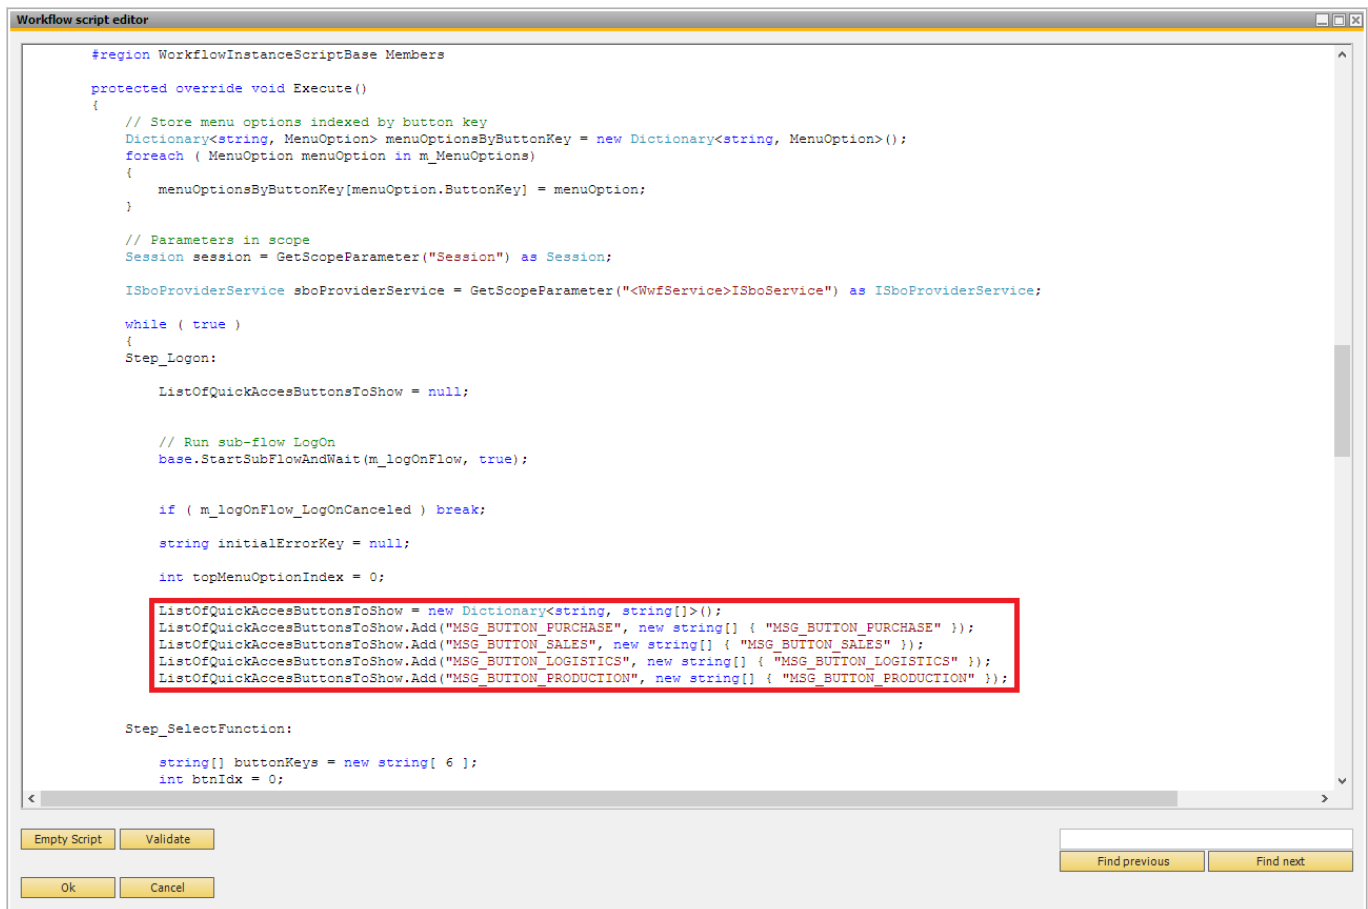 Workflow script editor
#region WorkflowInstanceScriptBase Members
protected override void Execute()
{
// Store menu options indexed by button key
Dictionary<string, MenuOption> menuOptionsByButtonKey = new Dictionary<string, MenuOption>();
foreach ( MenuOption menuOption in m_MenuOptions)
{
menuOptionsByButtonKey[menuOption.ButtonKey] = menuOption;
}
// Parameters in scope
Session session = GetScopeParameter("Session") as Session;
ISboProviderService sboProviderService = GetScopeParameter("<WwfService>ISboService") as ISboProviderService;
while ( true )
{
Step_Logon:
ListOfQuickAccesButtonsToShow = null;
// Run sub-flow LogOn
base.StartSubFlowAndWait(m_logOnFlow, true);
if ( m_logOnFlow_LogOnCanceled ) break;
string initialErrorKey = null;
int topMenuOptionIndex = 0;
ListOfQuickAccesButtonsToShow = new Dictionary<string, string[]>();
ListOfQuickAccesButtonsToShow.Add("MSG_BUTTON_PURCHASE", new string[] { "MSG_BUTTON_PURCHASE" });
ListOfQuickAccesButtonsToShow.Add("MSG_BUTTON_SALES", new string[] { "MSG_BUTTON_SALES" });
ListOfQuickAccesButtonsToShow.Add("MSG_BUTTON_LOGISTICS", new string[] { "MSG_BUTTON_LOGISTICS" });
ListOfQuickAccesButtonsToShow.Add("MSG_BUTTON_PRODUCTION", new string[] { "MSG_BUTTON_PRODUCTION" });
Step_SelectFunction:
string[] buttonKeys = new string[ 6 ];
int btnIdx = 0;
Empty Script Validate
Find previous Find next
Ok Cancel